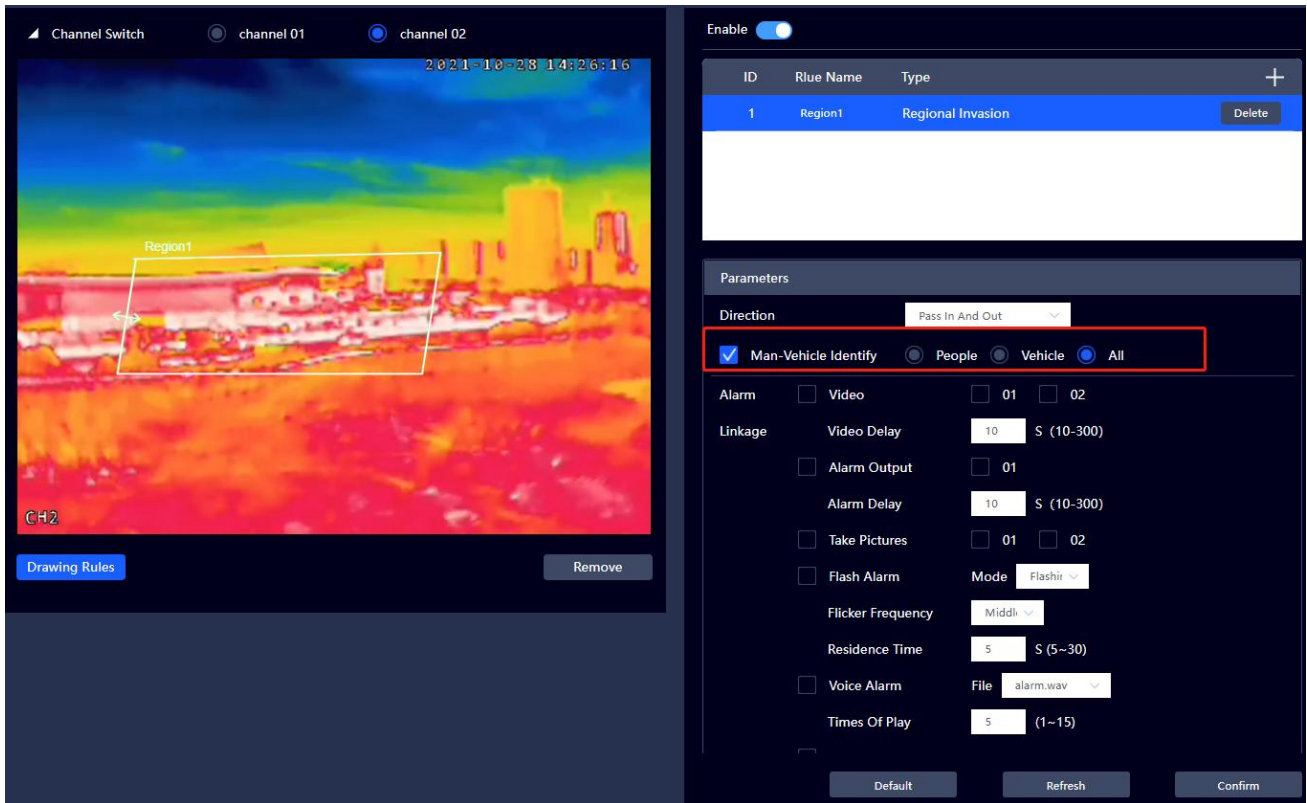 Channel Switch channel 01 channel 02
2021-10-28 14:26:16
Region1
CH2
Drawing Rules Remove
Enable
ID Rlue Name Type +
1 Region1 Regional Invasion Delete
Parameters
Direction Pass In And Out
Man-Vehicle Identify People Vehicle All
Alarm Video 01 02
Linkage Video Delay 10 S (10-300)
Alarm Output 01
Alarm Delay 10 S (10-300)
Take Pictures 01 02
Flash Alarm Mode Flashir
Flicker Frequency Middl
Residence Time 5 S (5~30)
Voice Alarm File alarm.wav
Times Of Play 5 (1~15)
Default Refresh Confirm